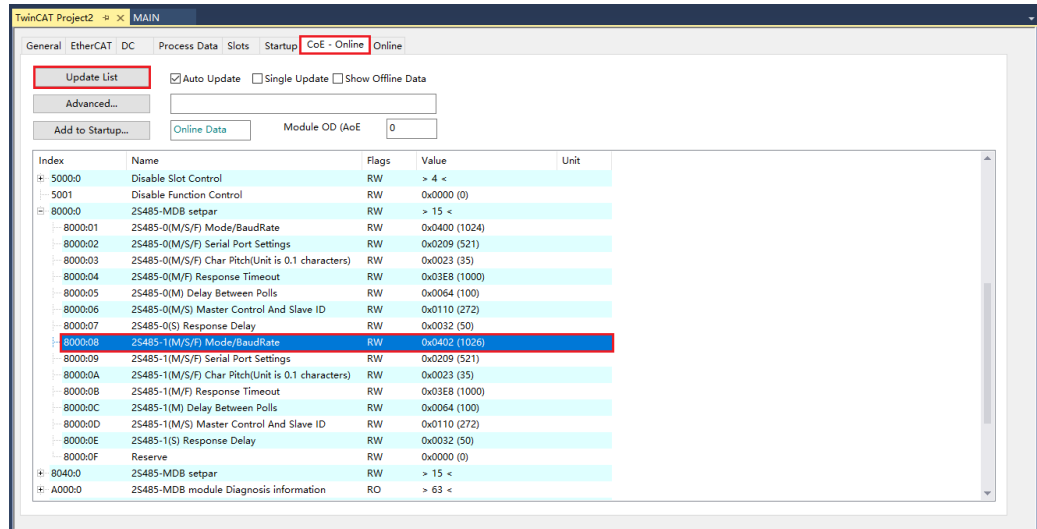 TwinCAT Project2 MAIN
General EtherCAT DC Process Data Slots Startup CoE - Online Online
Update List Auto Update Single Update Show Offline Data
Advanced...
Add to Startup... Online Data Module OD (AoE 0
Index Name Flags Value Unit
5000:0 Disable Slot Control RW > 4 <
5001 Disable Function Control RW 0x0000 (0)
8000:0 2S485-MDB setpar RW > 15 <
8000:01 2S485-0(M/S/F) Mode/BaudRate RW 0x0400 (1024)
8000:02 2S485-0(M/S/F) Serial Port Settings RW 0x0209 (521)
8000:03 2S485-0(M/S/F) Char Pitch(Unit is 0.1 characters) RW 0x0023 (35)
8000:04 2S485-0(M/F) Response Timeout RW 0x03E8 (1000)
8000:05 2S485-0(M) Delay Between Polls RW 0x0064 (100)
8000:06 2S485-0(M/S) Master Control And Slave ID RW 0x0110 (272)
8000:07 2S485-0(S) Response Delay RW 0x0032 (50)
8000:08 2S485-1(M/S/F) Mode/BaudRate RW 0x0402 (1026)
8000:09 2S485-1(M/S/F) Serial Port Settings RW 0x0209 (521)
8000:0A 2S485-1(M/S/F) Char Pitch(Unit is 0.1 characters) RW 0x0023 (35)
8000:0B 2S485-1(M/F) Response Timeout RW 0x03E8 (1000)
8000:0C 2S485-1(M) Delay Between Polls RW 0x0064 (100)
8000:0D 2S485-1(M/S) Master Control And Slave ID RW 0x0110 (272)
8000:0E 2S485-1(S) Response Delay RW 0x0032 (50)
8000:0F Reserve RW 0x0000 (0)
8040:0 2S485-MDB setpar RW > 15 <
A000:0 2S485-MDB module Diagnosis information RO > 63 <